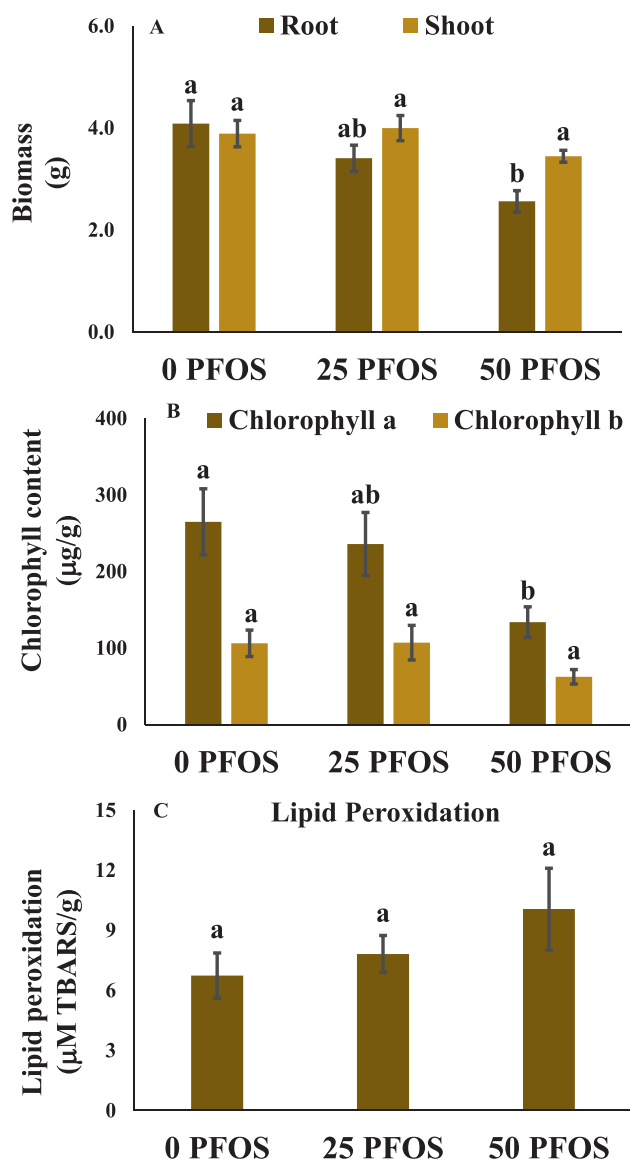 A
Root Shoot
6.0
4.0
2.0
0.0
Biomass
(g)
a a ab a b a
0 PFOS 25 PFOS 50 PFOS
B
Chlorophyll a Chlorophyll b
400
300
200
100
0
Chlorophyll content
(µg/g)
a a ab a b a
0 PFOS 25 PFOS 50 PFOS
C
Lipid Peroxidation
15
12
9
6
3
0
Lipid peroxidation
(µM TBARS/g)
a a a
0 PFOS 25 PFOS 50 PFOS